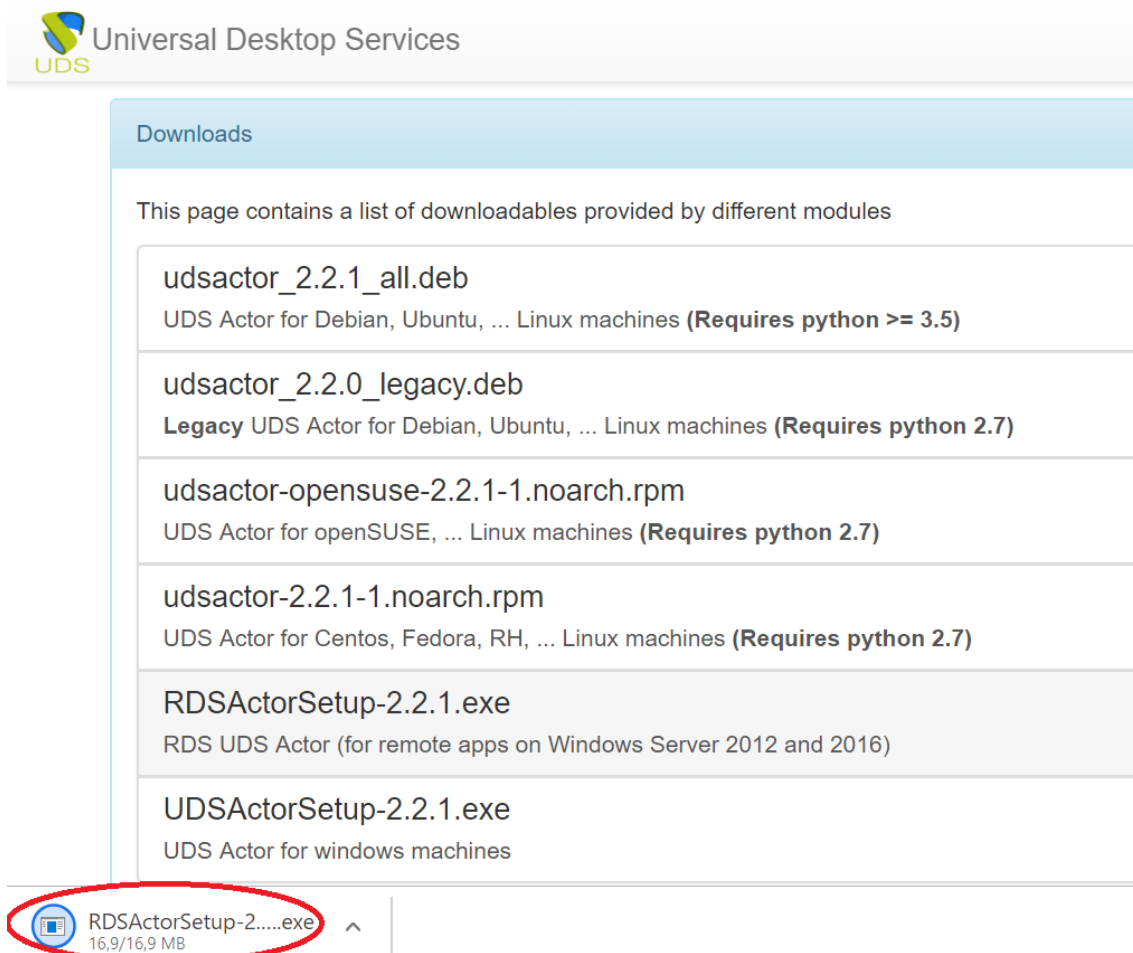 UDS
Universal Desktop Services
Downloads
This page contains a list of downloadables provided by different modules
udsactor_2.2.1_all.deb
UDS Actor for Debian, Ubuntu, ... Linux machines (Requires python >= 3.5)
udsactor_2.2.0_legacy.deb
Legacy UDS Actor for Debian, Ubuntu, ... Linux machines (Requires python 2.7)
udsactor-opensuse-2.2.1-1.noarch.rpm
UDS Actor for openSUSE, ... Linux machines (Requires python 2.7)
udsactor-2.2.1-1.noarch.rpm
UDS Actor for Centos, Fedora, RH, ... Linux machines (Requires python 2.7)
RDSActorSetup-2.2.1.exe
RDS UDS Actor (for remote apps on Windows Server 2012 and 2016)
UDSActorSetup-2.2.1.exe
UDS Actor for windows machines
RDSActorSetup-2.....exe
16,9/16,9 MB